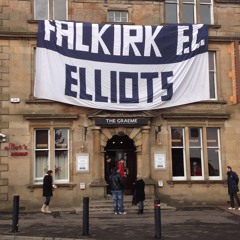 FALKIRK F.C.
ELLIOTS
THE GRAEME